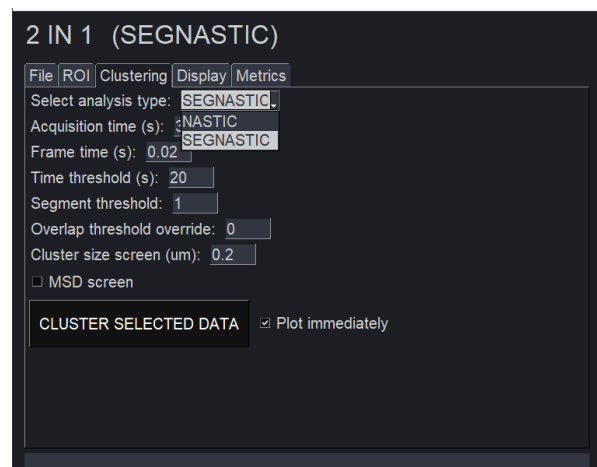 2 IN 1 (SEGNASTIC)
File ROI Clustering Display Metrics
Select analysis type: SEGNASTIC
Acquisition time (s):
NASTIC
SEGNASTIC
Frame time (s): 0.02
Time threshold (s): 20
Segment threshold: 1
Overlap threshold override: 0
Cluster size screen (um): 0.2
MSD screen
CLUSTER SELECTED DATA Plot immediately